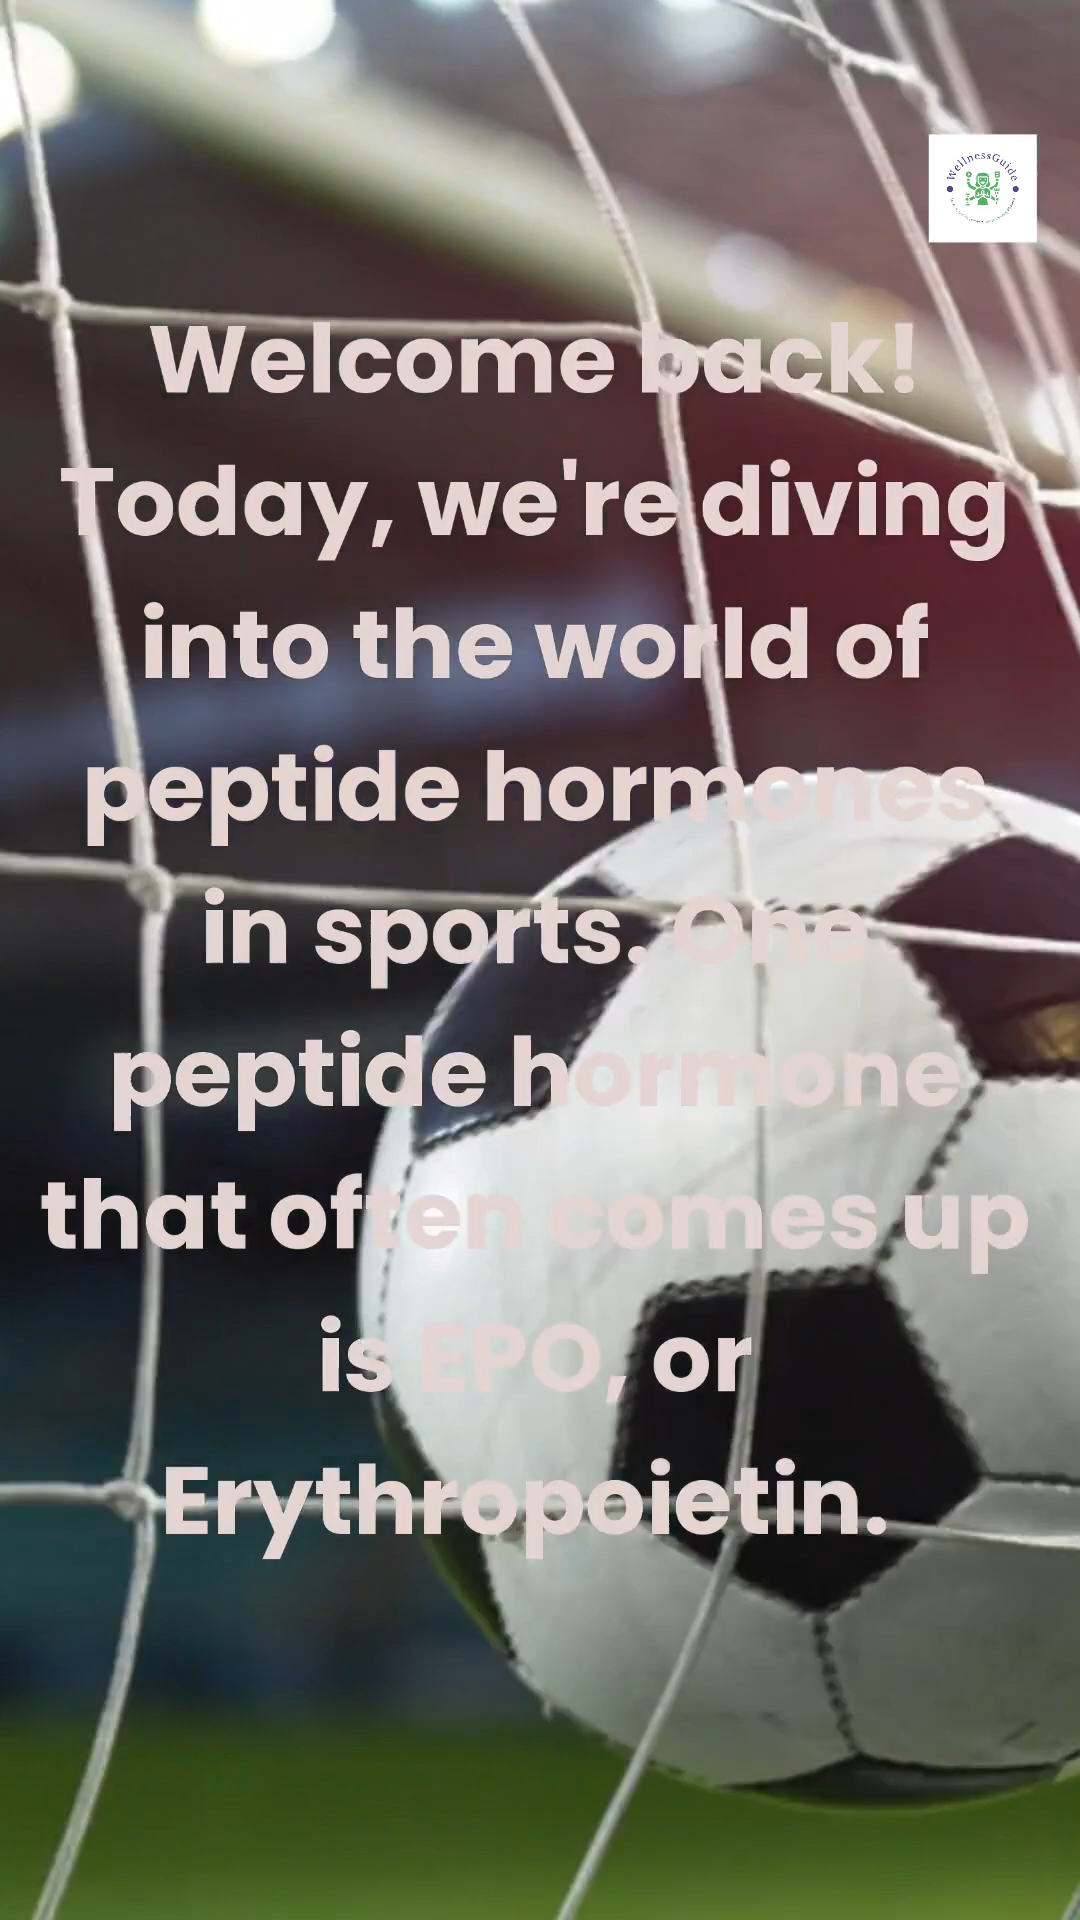 WellnessGuide
Welcome back!
Today, we're diving
into the world of
peptide hormones
in sports. One
peptide hormone
that often comes up
is EPO, or
Erythropoietin.